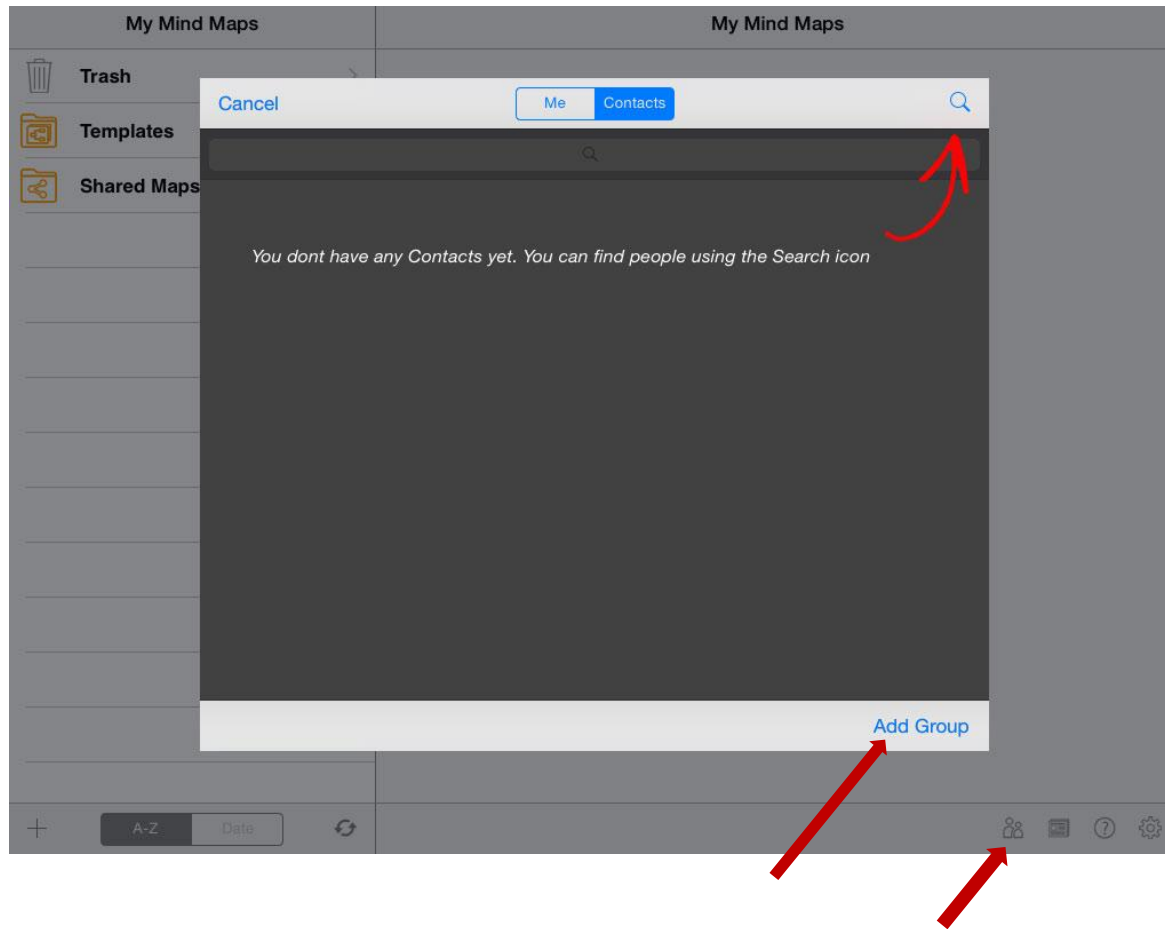 My Mind Maps
My Mind Maps
Trash
Templates
Shared Maps
Cancel
Me
Contacts
You dont have any Contacts yet. You can find people using the Search icon
Add Group
A-Z
Date